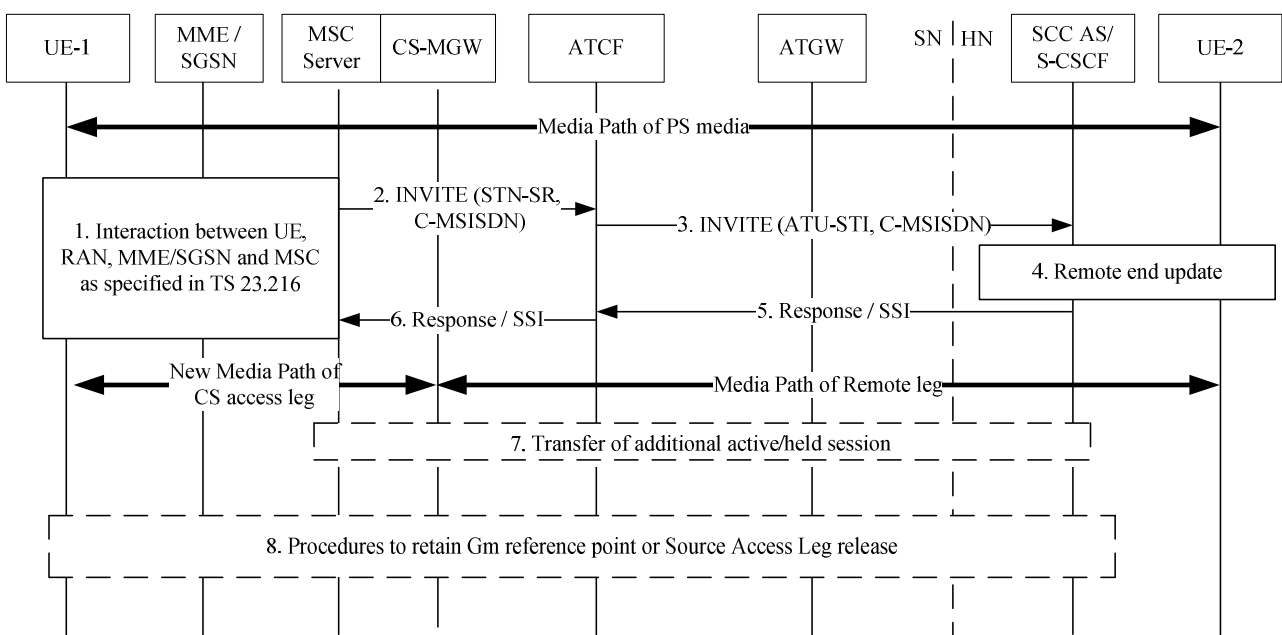 UE-1
MME /
SGSN
MSC
Server
CS-MGW
ATCF
ATGW
SN
HN
SCC AS/
S-CSCF
UE-2
Media Path of PS media
1. Interaction between UE,
RAN, MME/SGSN and MSC
as specified in TS 23.216
2. INVITE (STN-SR,
C-MSISDN)
3. INVITE (ATU-STI, C-MSISDN)
4. Remote end update
5. Response / SSI
6. Response / SSI
New Media Path of
CS access leg
Media Path of Remote leg
7. Transfer of additional active/held session
8. Procedures to retain Gm reference point or Source Access Leg release